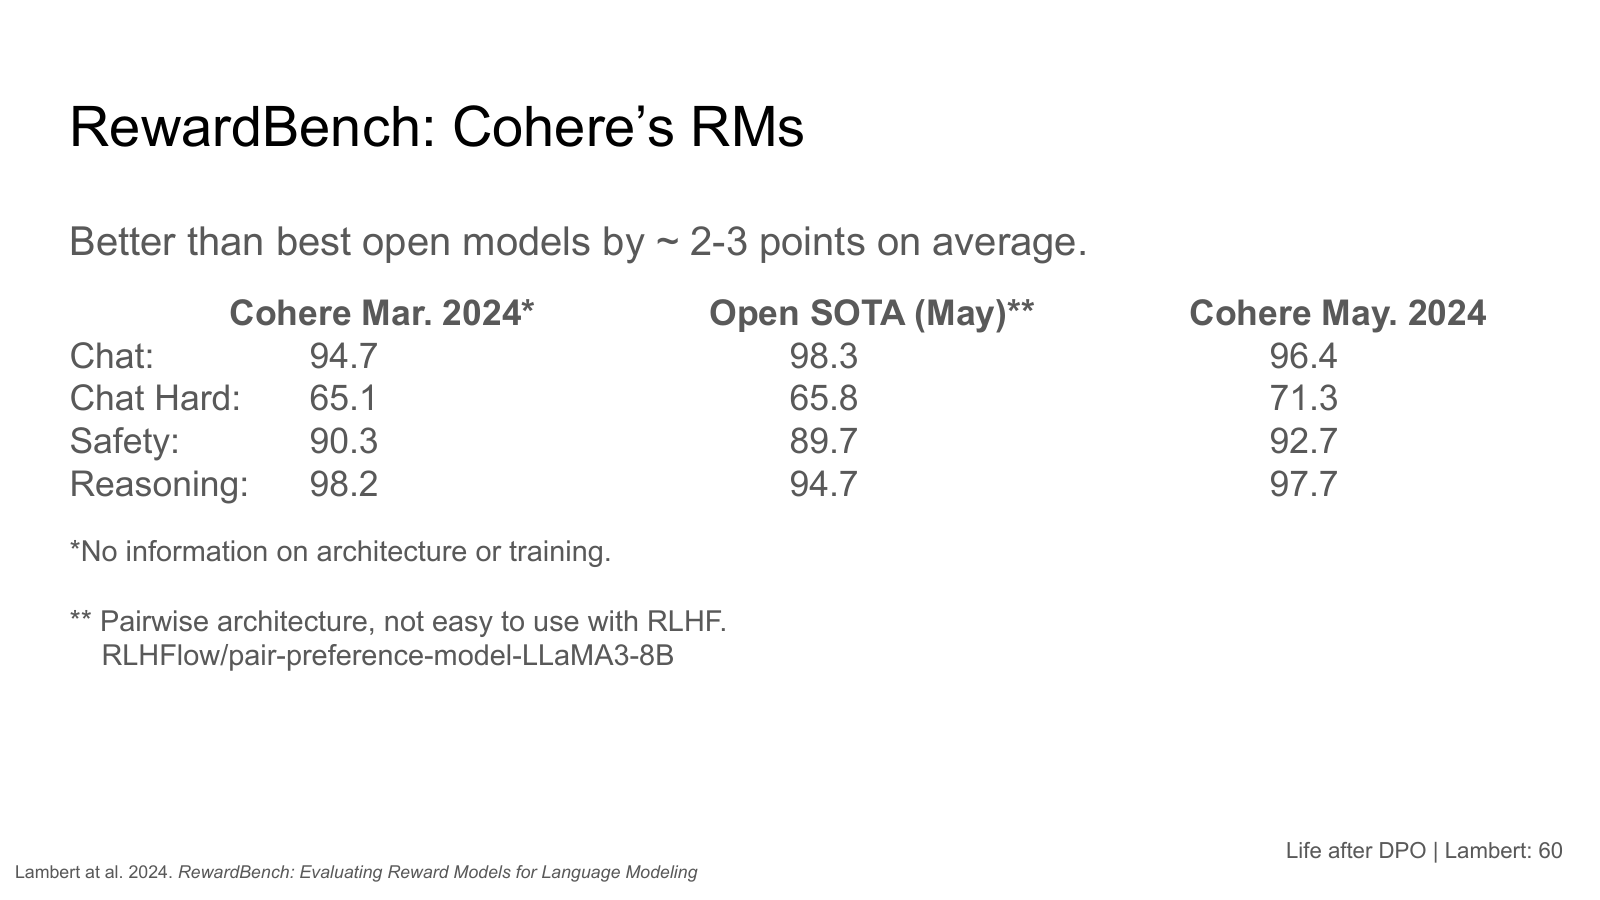 RewardBench: Cohere’s RMs
Better than best open models by ~ 2-3 points on average.
Cohere Mar. 2024* Open SOTA (May)** Cohere May. 2024
Chat: 94.7 98.3 96.4
Chat Hard: 65.1 65.8 71.3
Safety: 90.3 89.7 92.7
Reasoning: 98.2 94.7 97.7
*No information on architecture or training.
** Pairwise architecture, not easy to use with RLHF.
RLHFlow/pair-preference-model-LLaMA3-8B
Life after DPO | Lambert: 60
Lambert at al. 2024. RewardBench: Evaluating Reward Models for Language Modeling